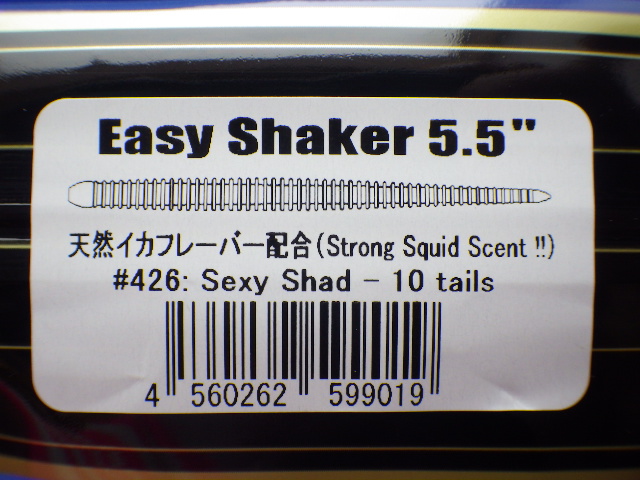 Easy Shaker 5.5"
天然イカフレーバー配合(Strong Squid Scent !!)
#426: Sexy Shad - 10 tails
4 560262 599019